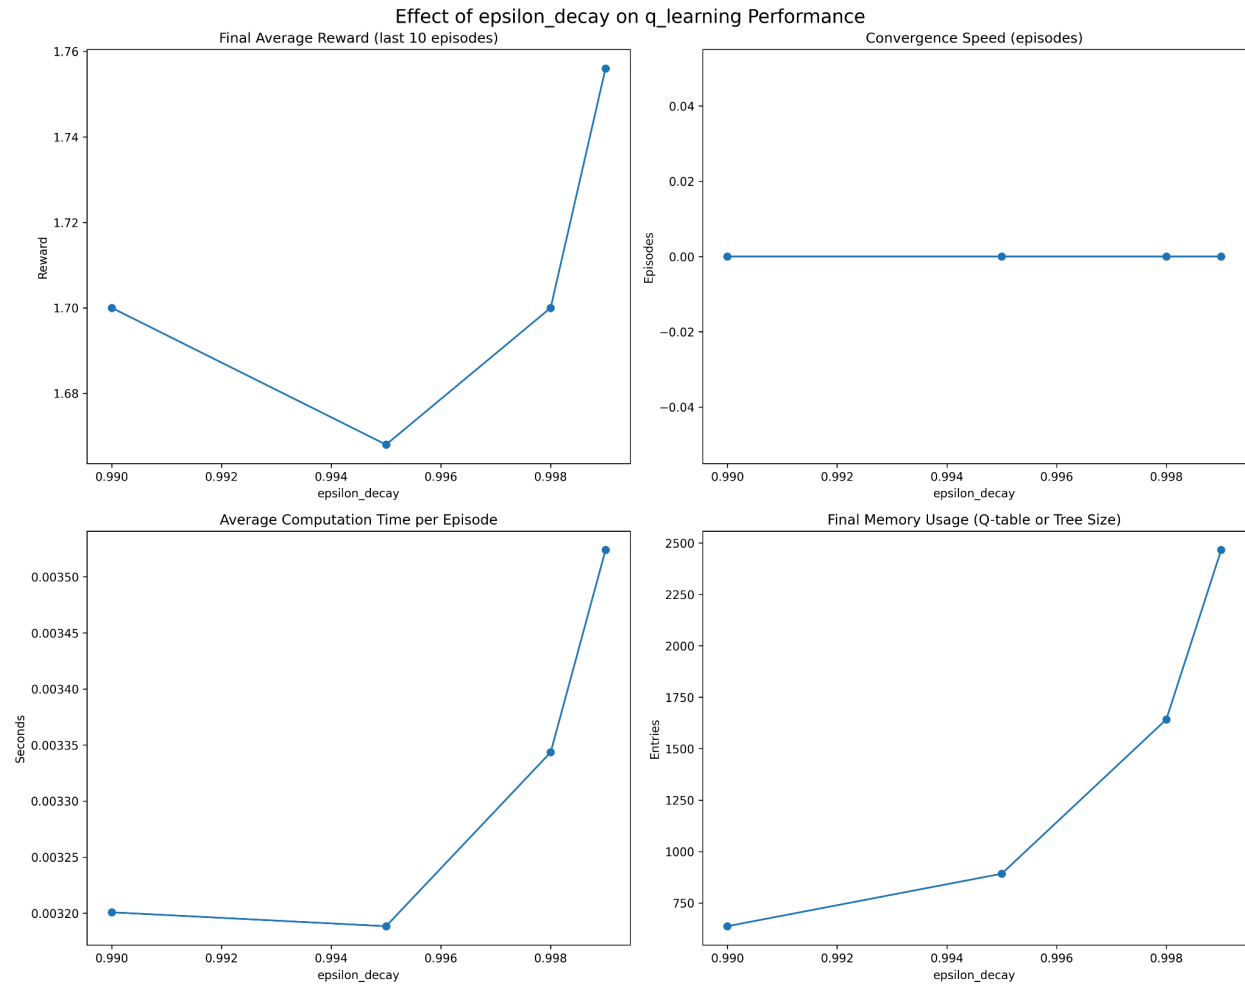 Effect of epsilon_decay on q_learning Performance
Final Average Reward (last 10 episodes)
1.76
1.74
1.72
1.70
1.68
Reward
0.990 0.992 0.994 0.996 0.998
epsilon_decay
Convergence Speed (episodes)
0.04
0.02
0.00
−0.02
−0.04
Episodes
0.990 0.992 0.994 0.996 0.998
epsilon_decay
Average Computation Time per Episode
0.00350
0.00345
0.00340
0.00335
0.00330
0.00325
0.00320
Seconds
0.990 0.992 0.994 0.996 0.998
epsilon_decay
Final Memory Usage (Q-table or Tree Size)
2500
2250
2000
1750
1500
1250
1000
750
Entries
0.990 0.992 0.994 0.996 0.998
epsilon_decay